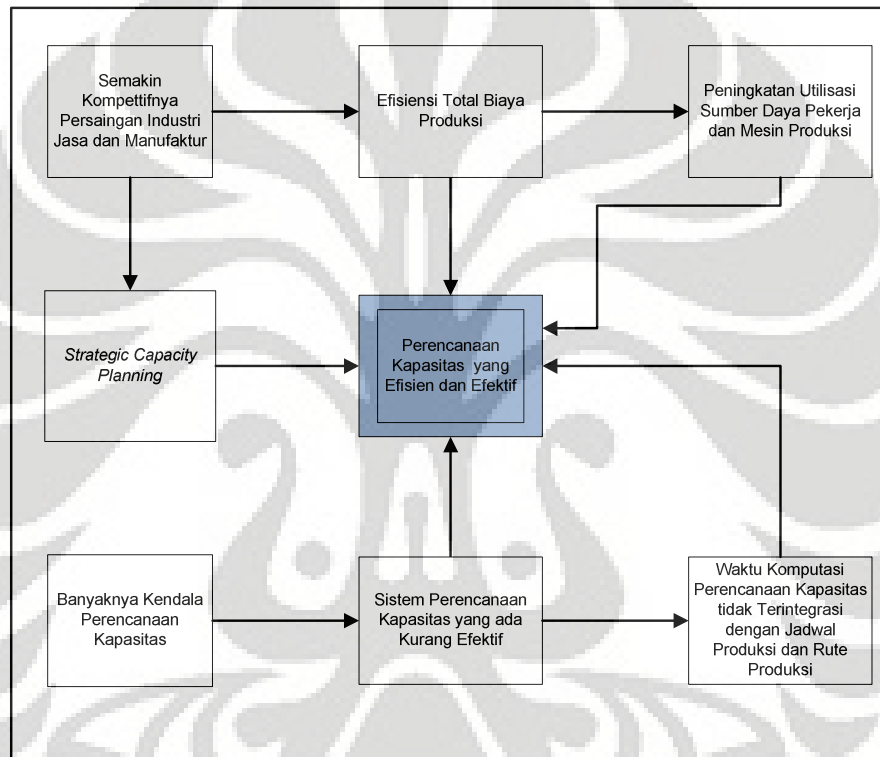 Semakin
Kompettifnya
Persaingan Industri
Jasa dan Manufaktur
Efisiensi Total Biaya
Produksi
Peningkatan Utilisasi
Sumber Daya Pekerja
dan Mesin Produksi
Strategic Capacity
Planning
Perencanaan
Kapasitas yang
Efisien dan Efektif
Banyaknya Kendala
Perencanaan
Kapasitas
Sistem Perencanaan
Kapasitas yang ada
Kurang Efektif
Waktu Komputasi
Perencanaan Kapasitas
tidak Terintegrasi
dengan Jadwal
Produksi dan Rute
Produksi